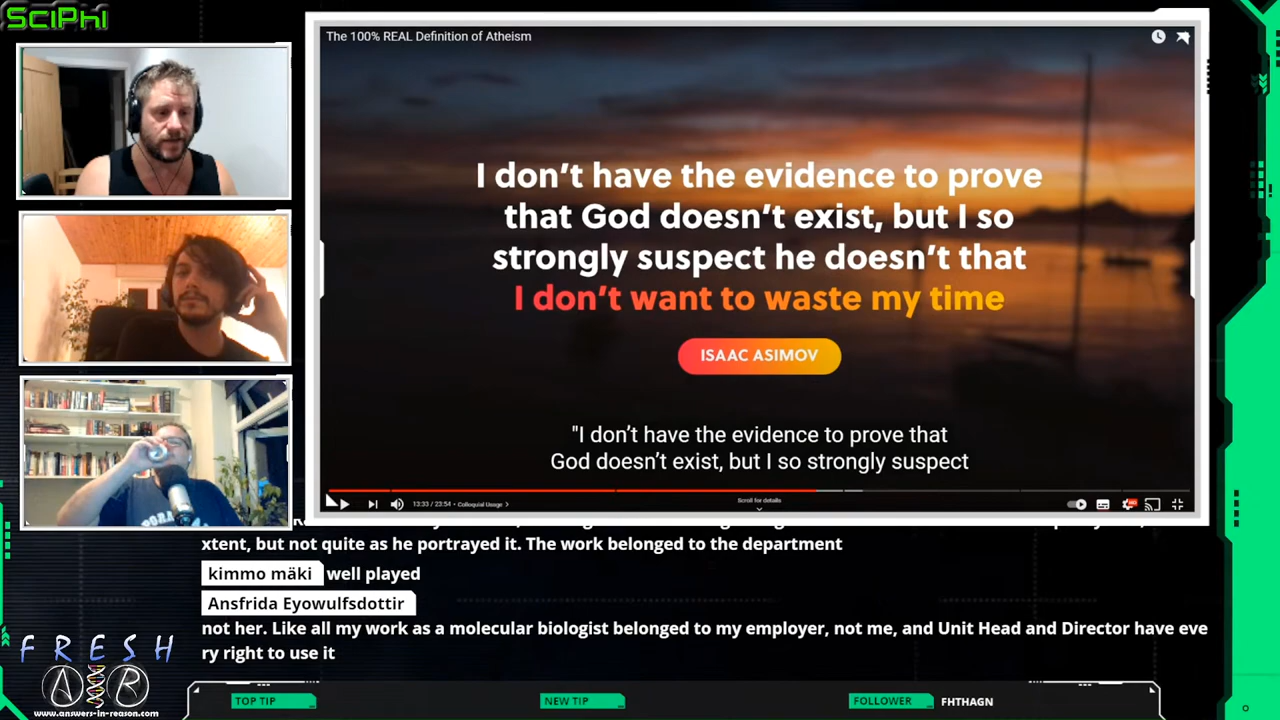 SciPhi
The 100% REAL Definition of Atheism
I don't have the evidence to prove
that God doesn't exist, but I so
strongly suspect he doesn't that
I don't want to waste my time
ISAAC ASIMOV
"I don't have the evidence to prove that
God doesn't exist, but I so strongly suspect
13:33 / 23:54 • Colloquial Usage >
Scroll for details
xtent, but not quite as he portrayed it. The work belonged to the department
kimmo mäki well played
Ansfrida Eyowulfsdottir
not her. Like all my work as a molecular biologist belonged to my employer, not me, and Unit Head and Director have eve
ry right to use it
FRESH
AiR
www.answers-in-reason.com
TOP TIP
NEW TIP
FOLLOWER FHTHAGN